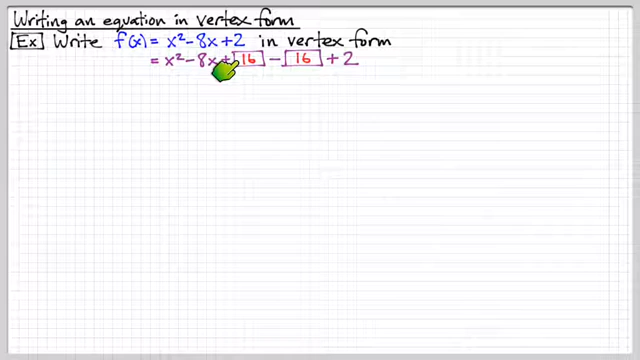 Writing an equation in vertex form
Ex Write f(x) = x² - 8x + 2 in vertex form
= x² - 8x + 16 - 16 + 2